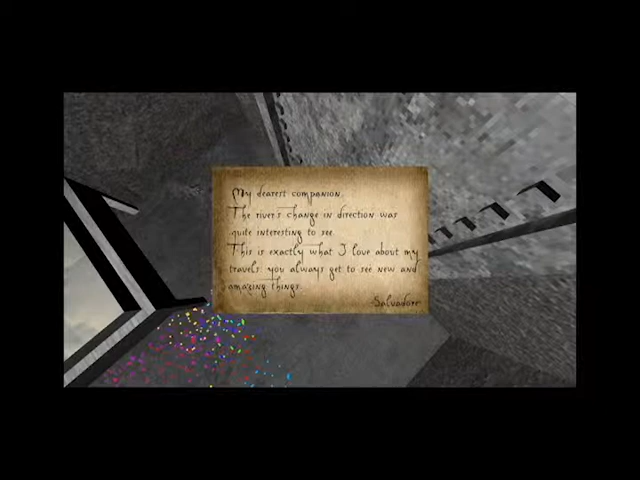 My dearest companion.
The river's change in direction was
quite interesting to see.
This is exactly what I love about my
travels: you always get to see new and
amazing things.
-Salvadore